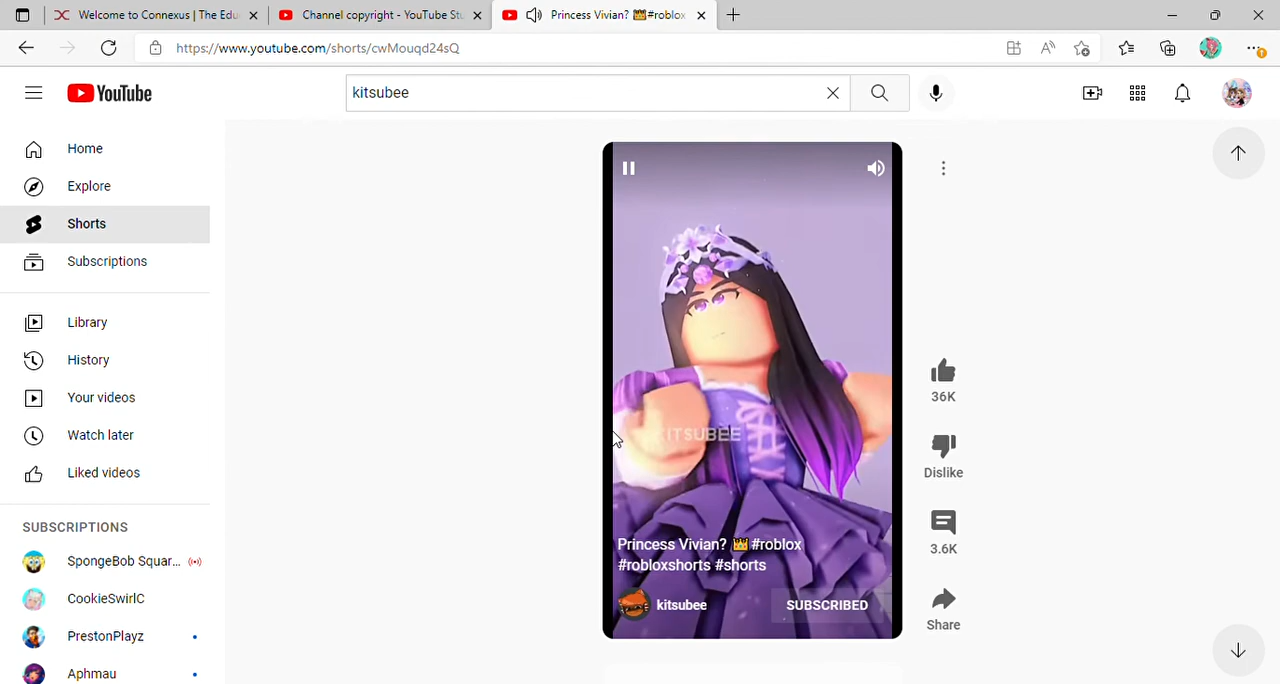 Welcome to Connexus | The Edu
Channel copyright - YouTube Stu
Princess Vivian? 👑#roblox
https://www.youtube.com/shorts/cwMouqd24sQ
YouTube
kitsubee
Home
Explore
Shorts
Subscriptions
Library
History
Your videos
Watch later
Liked videos
SUBSCRIPTIONS
SpongeBob Squar...
CookieSwirlC
PrestonPlayz
Aphmau
KITSUBEE
Princess Vivian? 👑#roblox
#robloxshorts #shorts
kitsubee
SUBSCRIBED
36K
Dislike
3.6K
Share